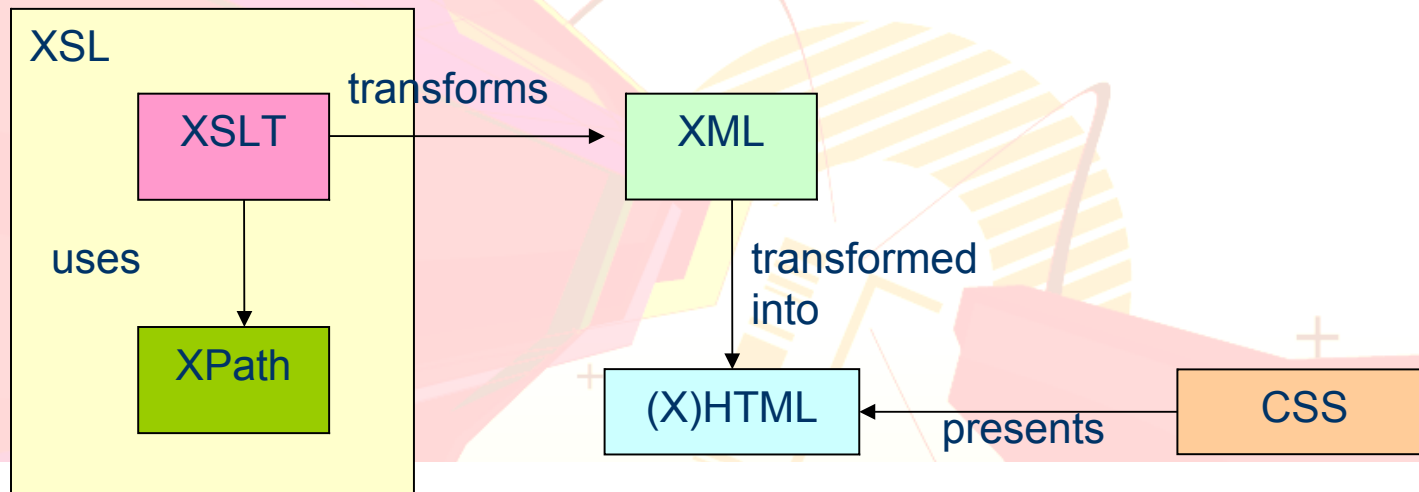 XSL
transforms
XSLT
XML
uses
transformed
into
XPath
(X)HTML
presents
CSS